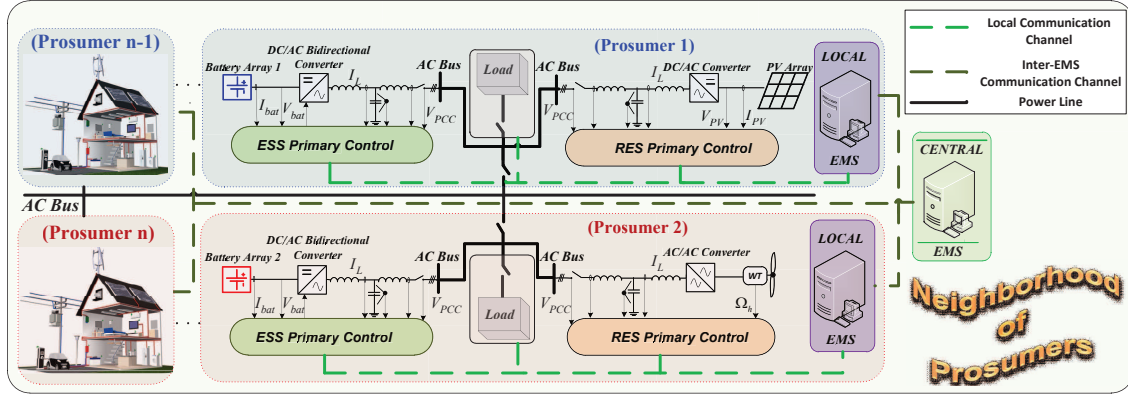 (Prosumer n-1)
(Prosumer 1)
DC/AC Bidirectional
Converter
Battery Array 1
I_L
AC Bus
Load
AC Bus
I_L
DC/AC Converter
PV Array
LOCAL
I_bat
V_bat
V_PCC
V_PCC
V_PV
I_PV
ESS Primary Control
RES Primary Control
EMS
Local Communication
Channel
Inter-EMS
Communication Channel
Power Line
CENTRAL
EMS
AC Bus
(Prosumer n)
(Prosumer 2)
DC/AC Bidirectional
Converter
Battery Array 2
I_L
AC Bus
Load
AC Bus
I_L
AC/AC Converter
WT
LOCAL
I_bat
V_bat
V_PCC
V_PCC
Ω_h
ESS Primary Control
RES Primary Control
EMS
Neighborhood
of
Prosumers